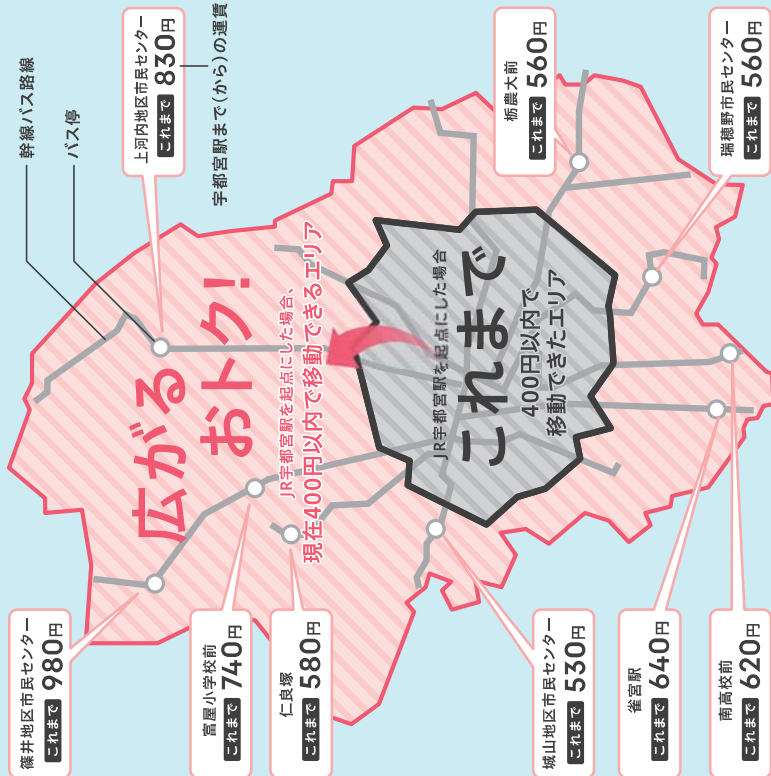 幹線バス路線
バス停
上河内地区市民センター
これまで 830円
宇都宮駅まで(から)の運賃
栃農大前
これまで 560円
瑞穂野市民センター
これまで 560円
広がる
おトク!
JR宇都宮駅を起点にした場合、
現在400円以内で移動できるエリア
JR宇都宮駅を起点にした場合
これまで
400円以内で
移動できたエリア
篠井地区市民センター
これまで 980円
富屋小学校前
これまで 740円
仁良塚
これまで 580円
城山地区市民センター
これまで 530円
雀宮駅
これまで 640円
南高校前
これまで 620円